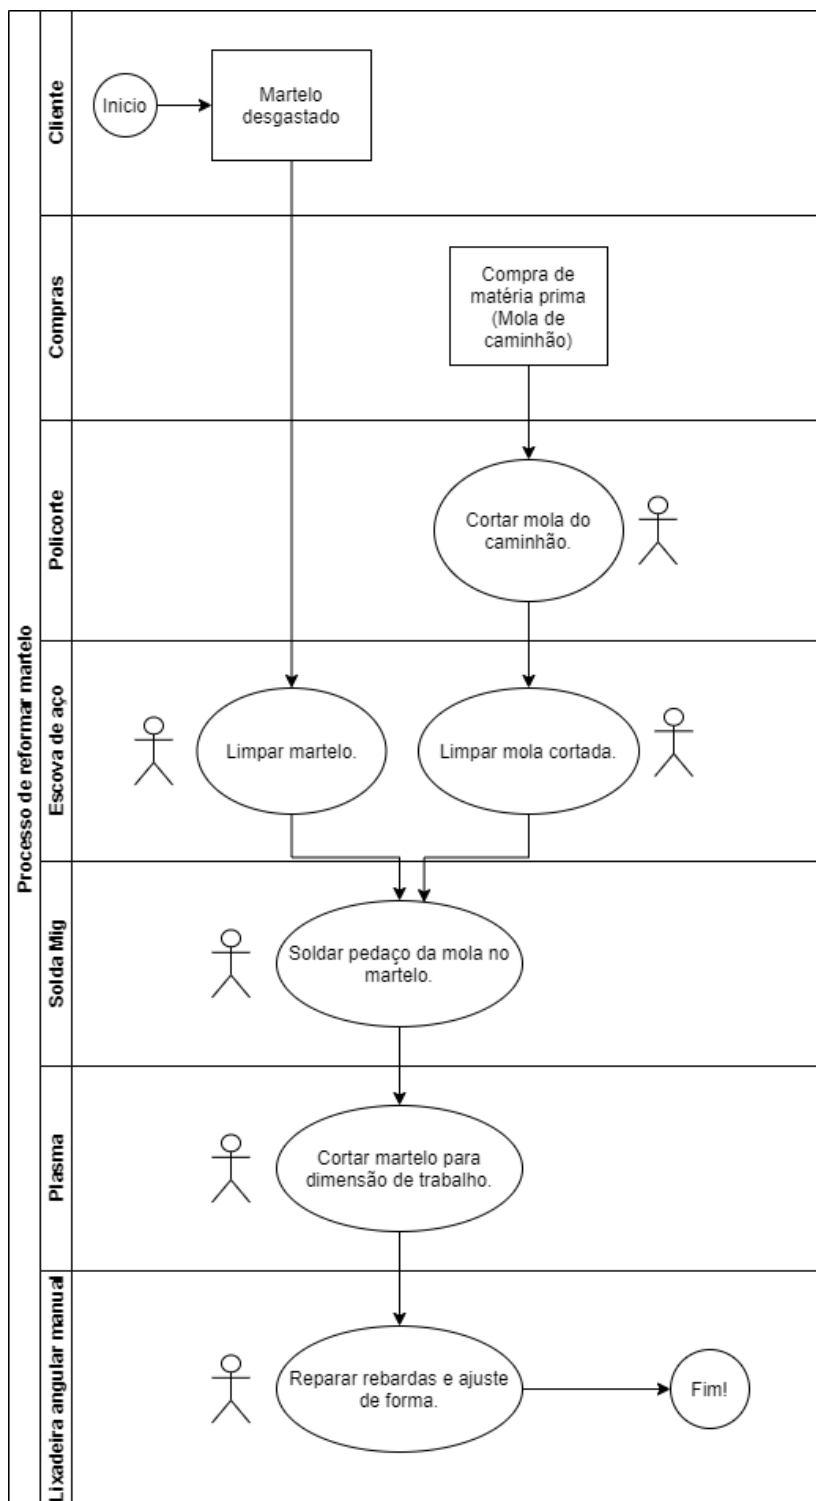 Processo de reformar martelo
Cliente
Inicio
Martelo
desgastado
Compras
Compra de
matéria prima
(Mola de
caminhão)
Policorte
Cortar mola do
caminhão.
Escova de aço
Limpar martelo.
Limpar mola cortada.
Solda Mig
Soldar pedaço da mola no
martelo.
Plasma
Cortar martelo para
dimensão de trabalho.
Lixadeira angular manual
Reparar rebardas e ajuste
de forma.
Fim!